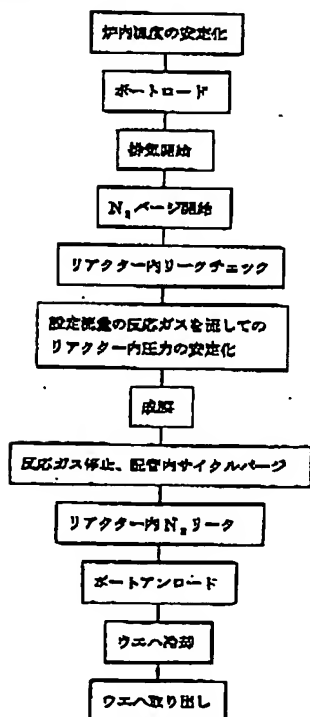 炉内温度の安定化
ボートロード
排気開始
N₂パージ開始
リアクター内リークチェック
設定流量の反応ガスを流しての
リアクター内圧力の安定化
成膜
反応ガス停止、配管内サイクルパージ
リアクター内N₂リーク
ボートアンロード
ウエハ冷却
ウエハ取り出し